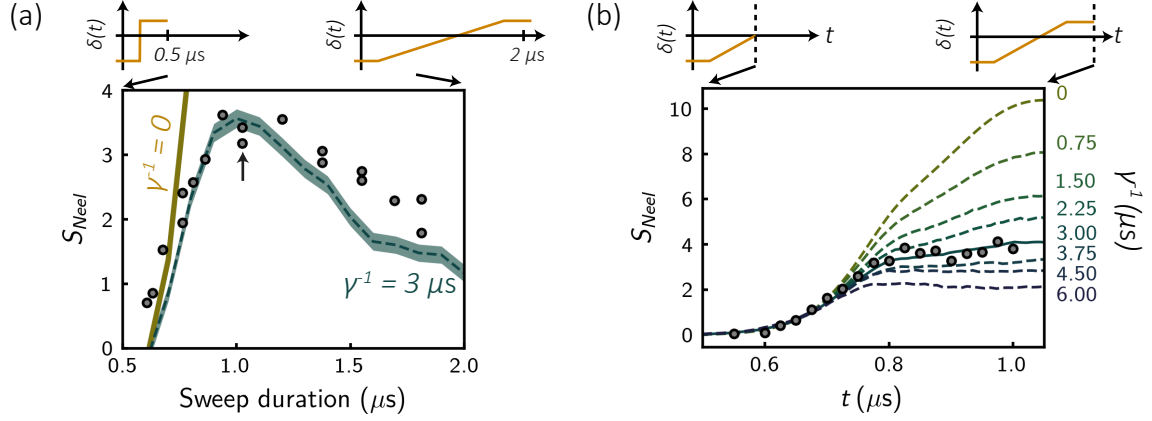 (a)
δ(t)
0.5 μs
δ(t)
2 μs
S_Neel
4
3
2
1
0
γ⁻¹ = 0
γ⁻¹ = 3 μs
0.5 1.0 1.5 2.0
Sweep duration (μs)
(b)
δ(t)
t
δ(t)
t
S_Neel
10
8
6
4
2
0
0
0.75
1.50
2.25
3.00
3.75
4.50
6.00
γ⁻¹ (μs)
0.6 0.8 1.0
t (μs)